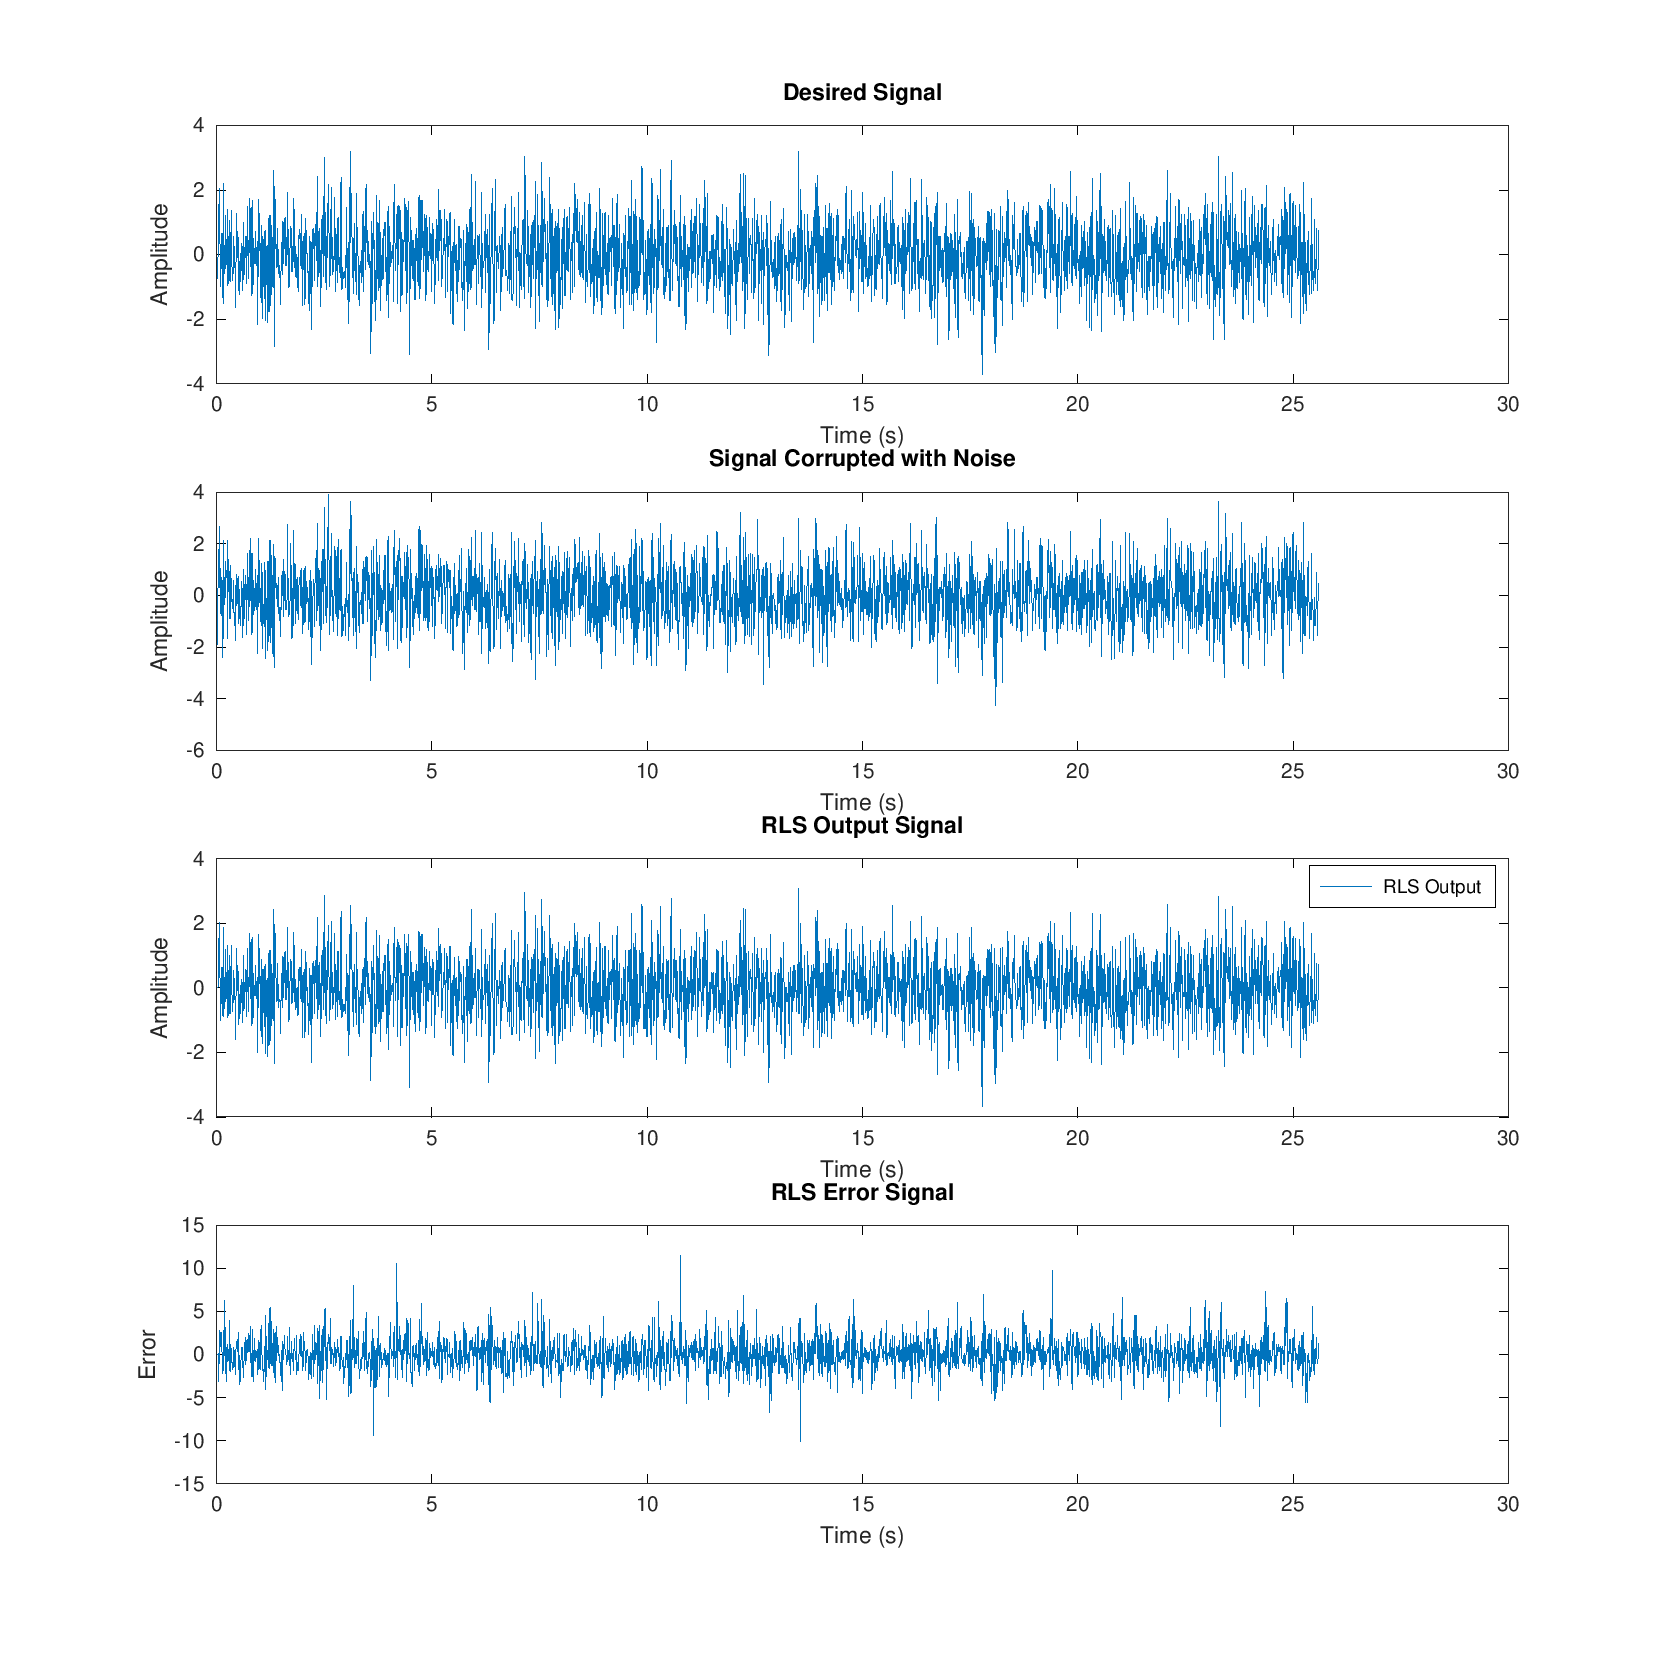 Desired Signal
4
2
0
-2
-4
Amplitude
0 5 10 15 20 25 30
Time (s)
Signal Corrupted with Noise
4
2
0
-2
-4
-6
Amplitude
0 5 10 15 20 25 30
Time (s)
RLS Output Signal
4
2
0
-2
-4
Amplitude
RLS Output
0 5 10 15 20 25 30
Time (s)
RLS Error Signal
15
10
5
0
-5
-10
-15
Error
0 5 10 15 20 25 30
Time (s)